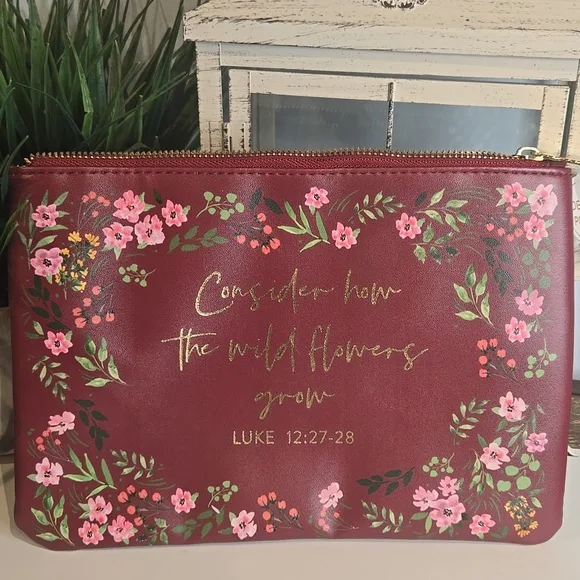 Consider how
the wild flowers
grow
LUKE 12:27-28